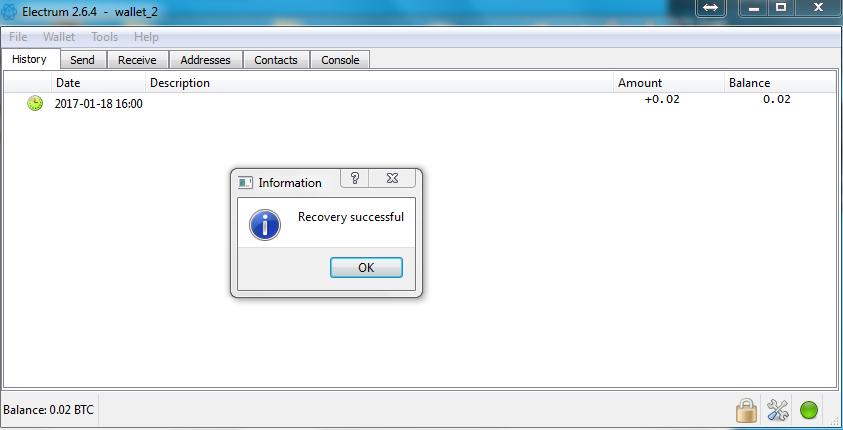 Electrum 2.6.4 - wallet_2
File Wallet Tools Help
History Send Receive Addresses Contacts Console
Date Description Amount Balance
2017-01-18 16:00 +0.02 0.02
Information
Recovery successful
OK
Balance: 0.02 BTC